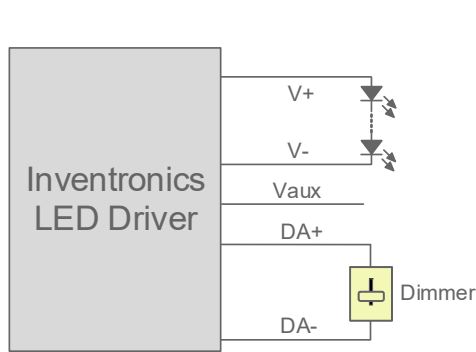 Inventronics
LED Driver
V+
V-
Vaux
DA+
Dimmer
DA-